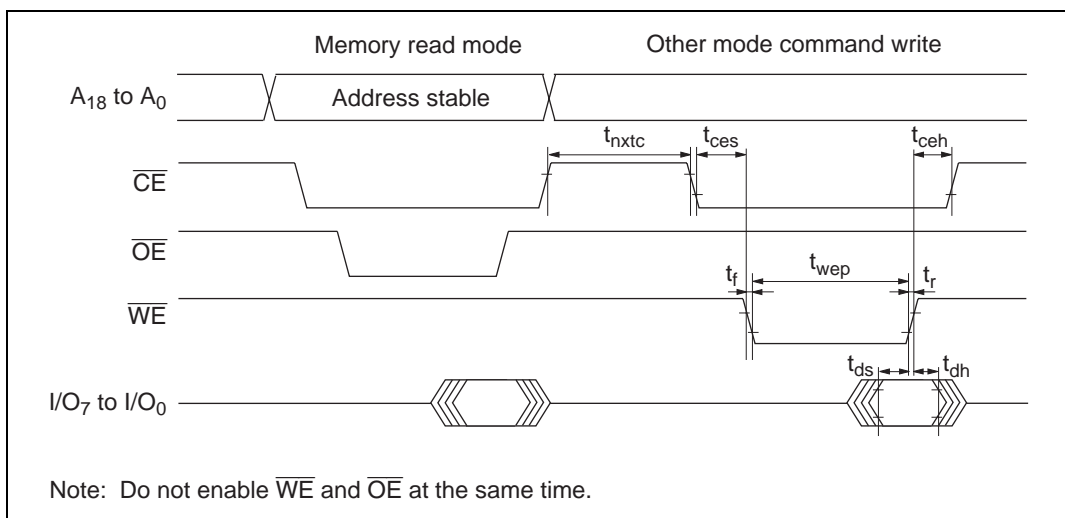 Memory read mode Other mode command write
A18 to A0 Address stable
tnxtc tces tceh
CE
OE
tf twep tr
WE
tds tdh
I/O7 to I/O0
Note: Do not enable WE and OE at the same time.